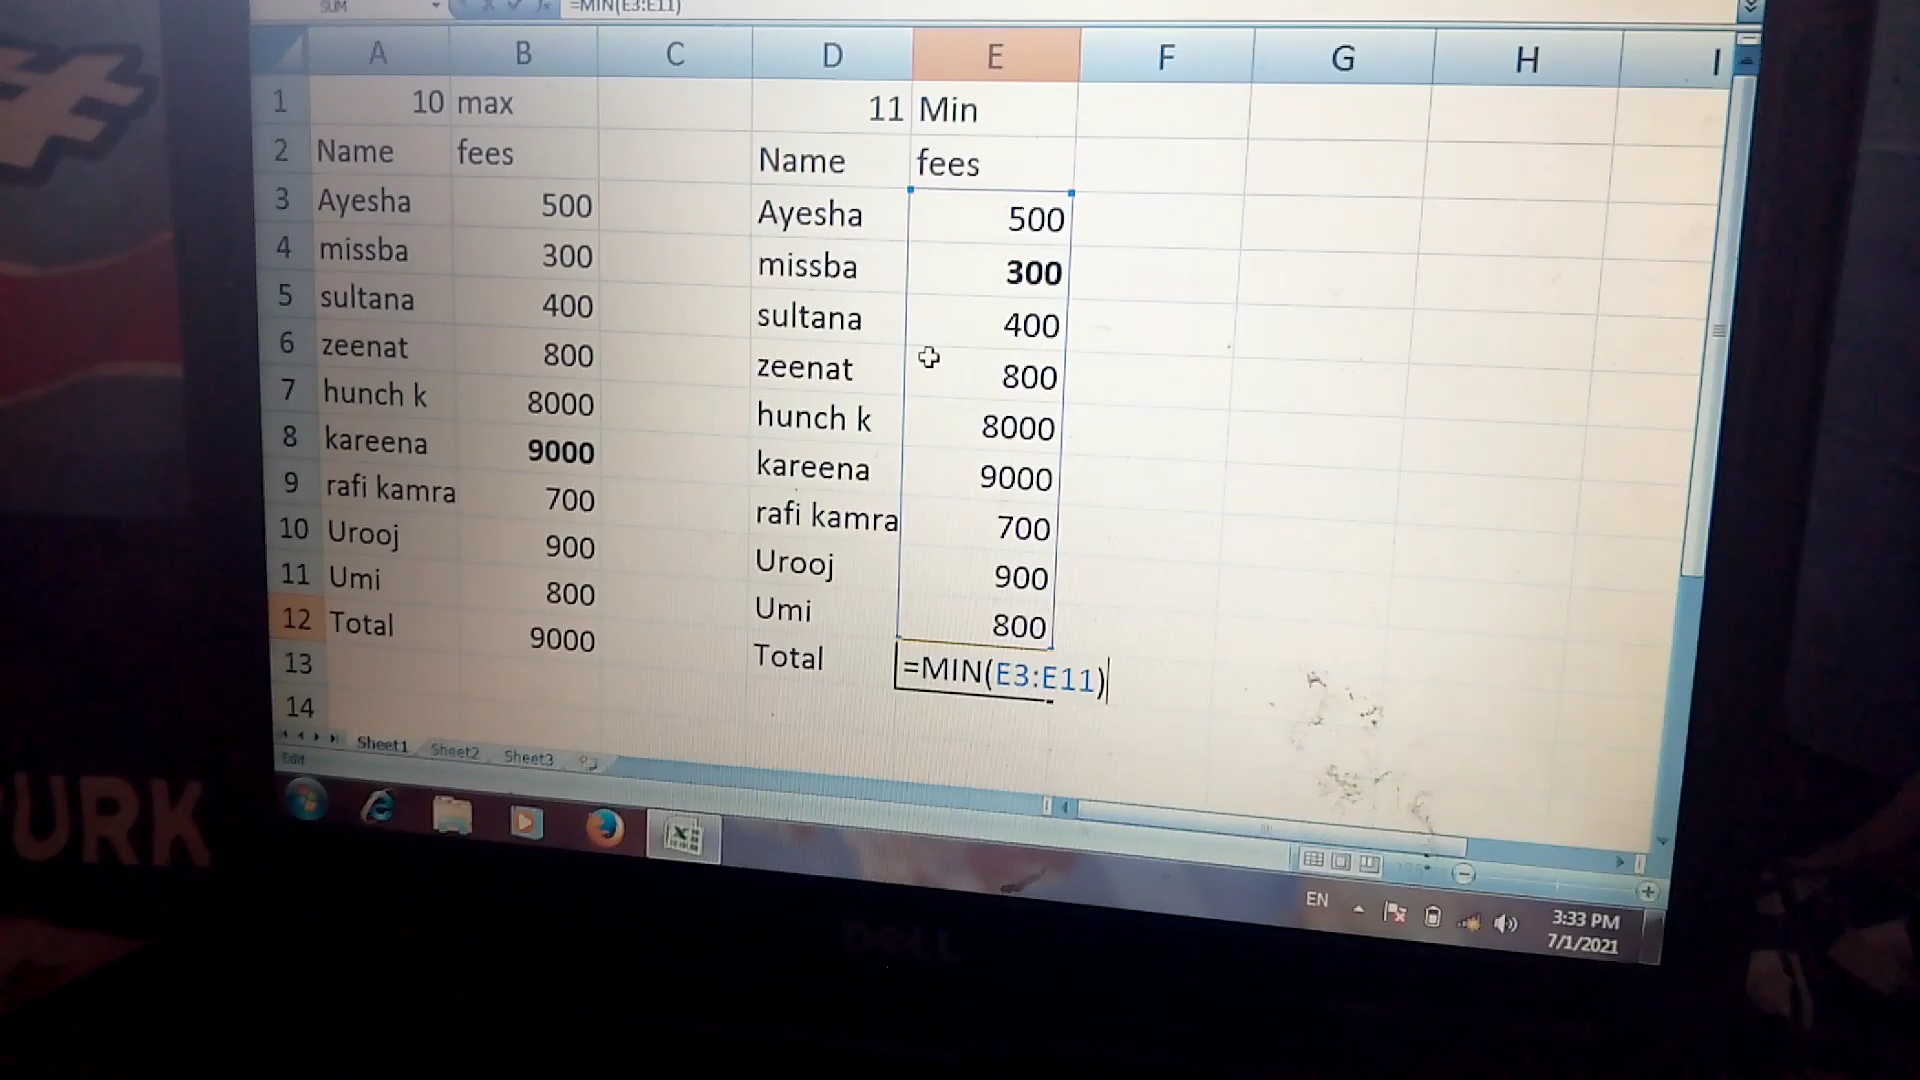 SUM =MIN(E3:E11)
A B C D E F G H I
1 10 max 11 Min
2 Name fees Name fees
3 Ayesha 500 Ayesha 500
4 missba 300 missba 300
5 sultana 400 sultana 400
6 zeenat 800 zeenat 800
7 hunch k 8000 hunch k 8000
8 kareena 9000 kareena 9000
9 rafi kamra 700 rafi kamra 700
10 Urooj 900 Urooj 900
11 Umi 800 Umi 800
12 Total 9000 Total =MIN(E3:E11)
13
14
Sheet1 Sheet2 Sheet3
Edit
EN 3:33 PM
7/1/2021
DELL
#
URK